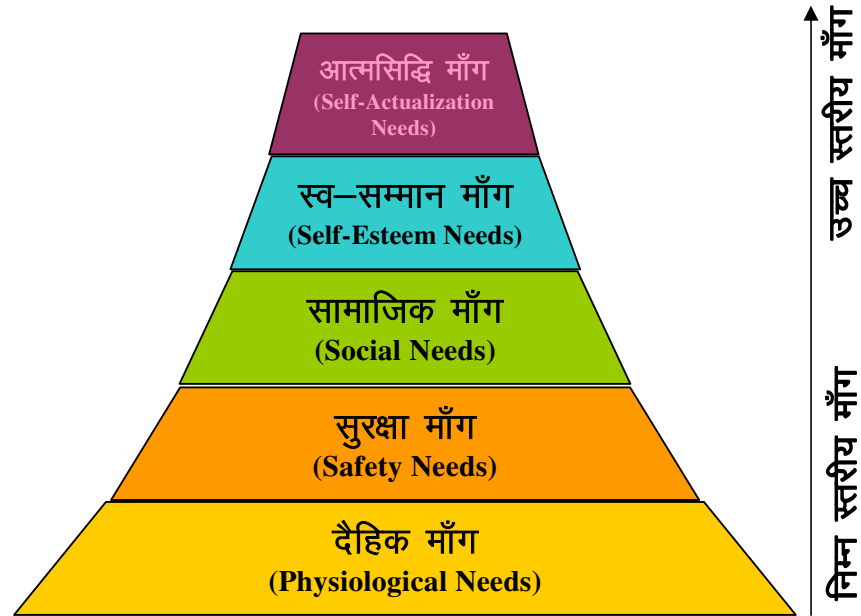 आत्मसिद्धि माँग
(Self-Actualization
Needs)
स्व–सम्मान माँग
(Self-Esteem Needs)
सामाजिक माँग
(Social Needs)
सुरक्षा माँग
(Safety Needs)
दैहिक माँग
(Physiological Needs)
उच्च स्तरीय माँग
निम्न स्तरीय माँग